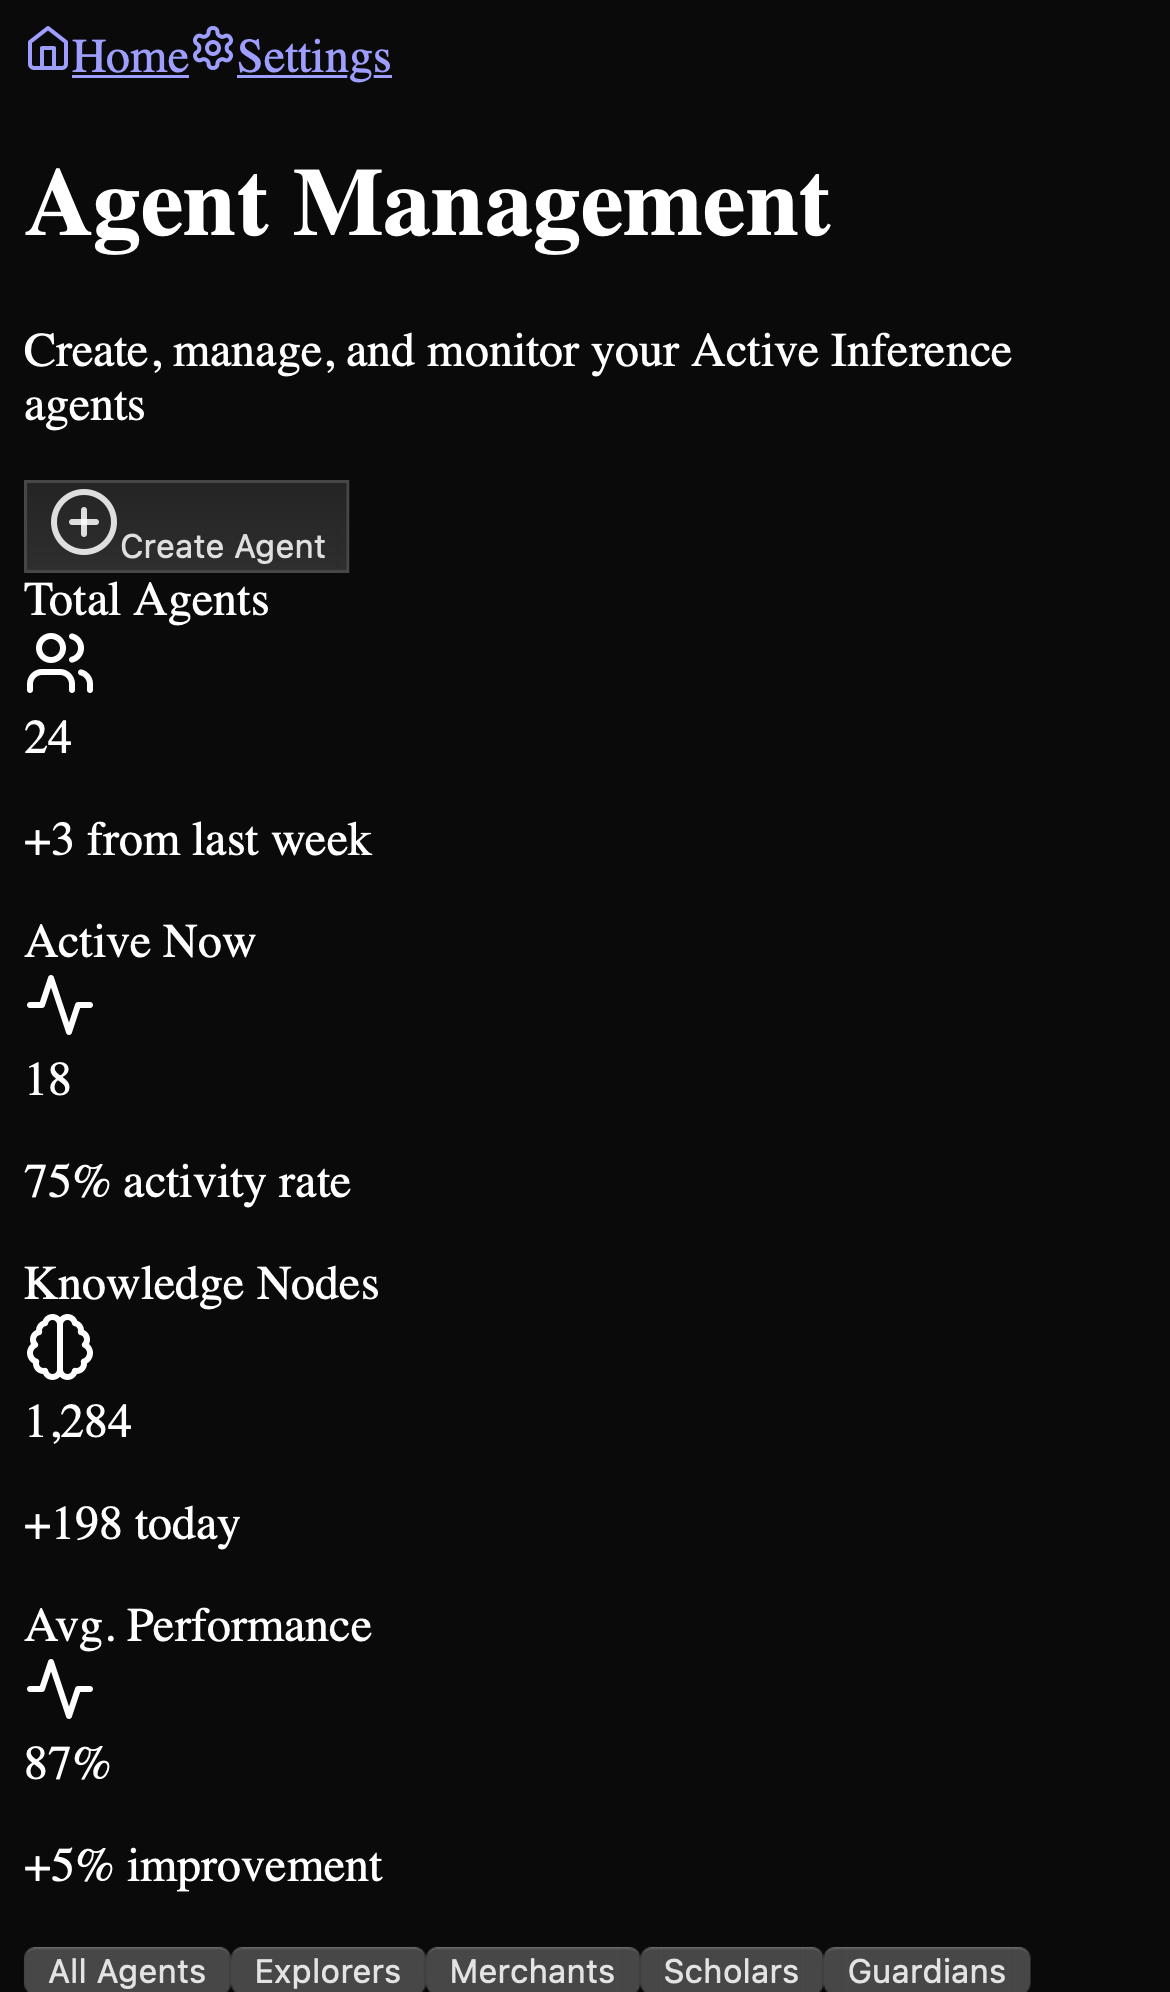 Home Settings
Agent Management
Create, manage, and monitor your Active Inference
agents
Create Agent
Total Agents
24
+3 from last week
Active Now
18
75% activity rate
Knowledge Nodes
1,284
+198 today
Avg. Performance
87%
+5% improvement
All Agents Explorers Merchants Scholars Guardians